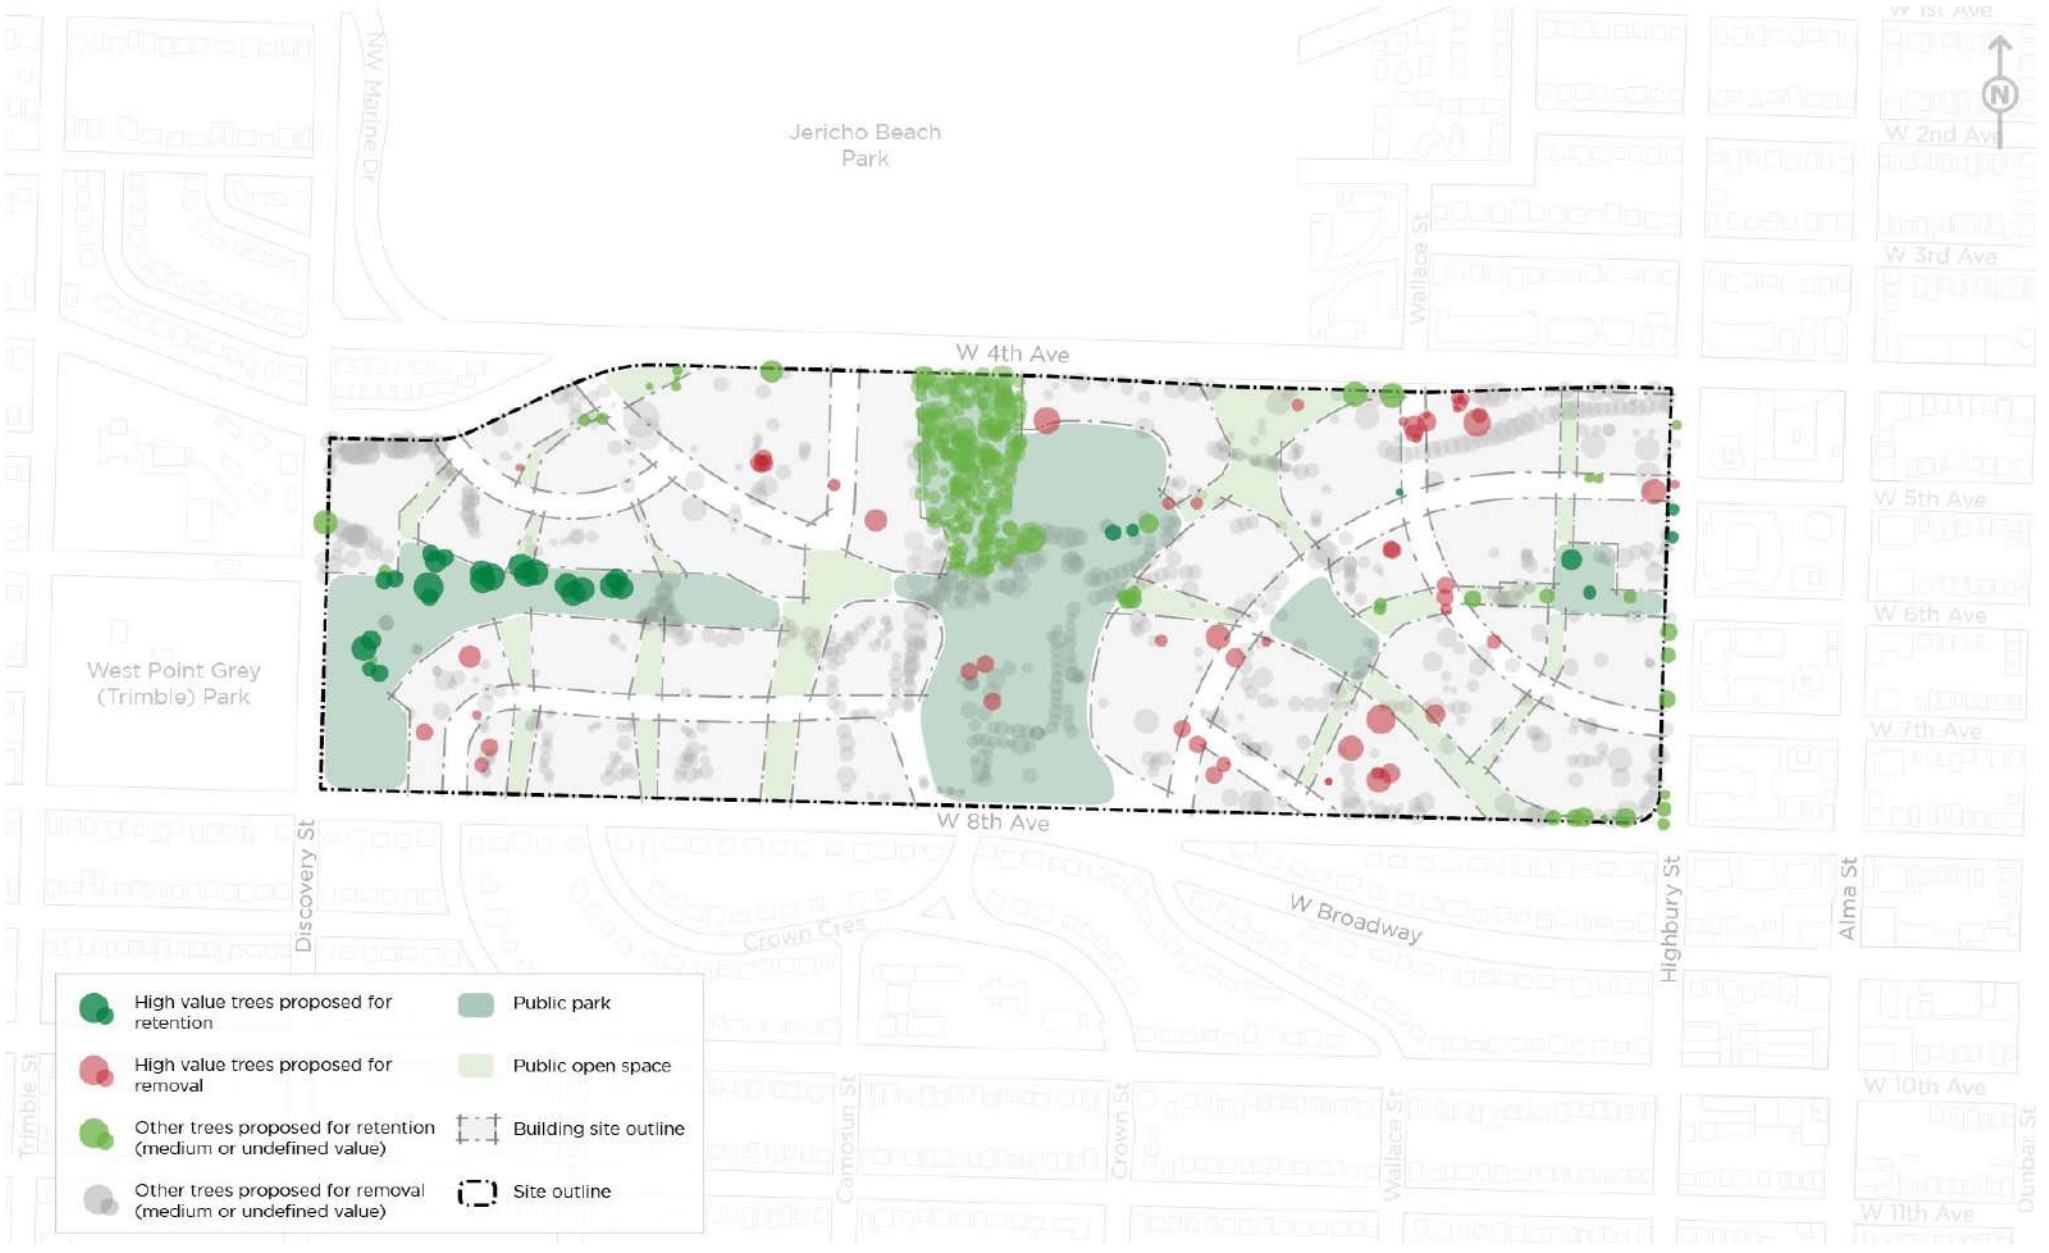 W 1st Ave
NW Marine Dr
N
Jericho Beach
Park
W 2nd Ave
Wallace St
W 3rd Ave
W 4th Ave
W 5th Ave
W 6th Ave
West Point Grey
(Trimble) Park
W 7th Ave
W 8th Ave
Discovery St
Highbury St
Alma St
W Broadway
Crown Cres
High value trees proposed for
retention
High value trees proposed for
removal
Other trees proposed for retention
(medium or undefined value)
Other trees proposed for removal
(medium or undefined value)
Public park
Public open space
Building site outline
Site outline
Trimble St
Camosun St
Crown St
Wallace St
W 10th Ave
Dunbar St
W 11th Ave